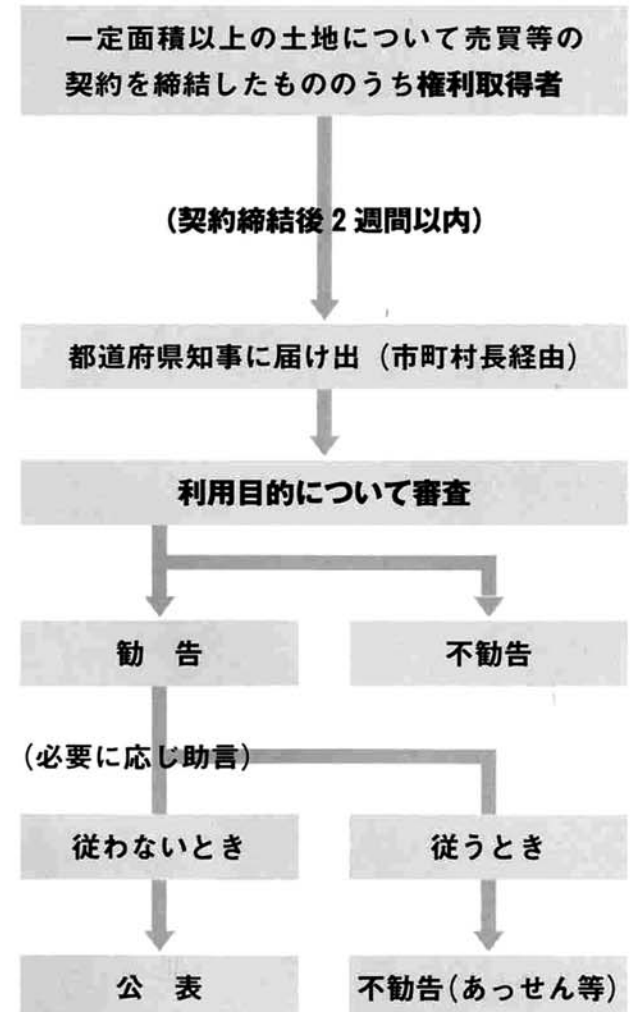 一定面積以上の土地について売買等の
契約を締結したもののうち権利取得者
(契約締結後2週間以内)
都道府県知事に届け出(市町村長経由)
利用目的について審査
勧　告
不勧告
(必要に応じ助言)
従わないとき
従うとき
公　表
不勧告(あっせん等)